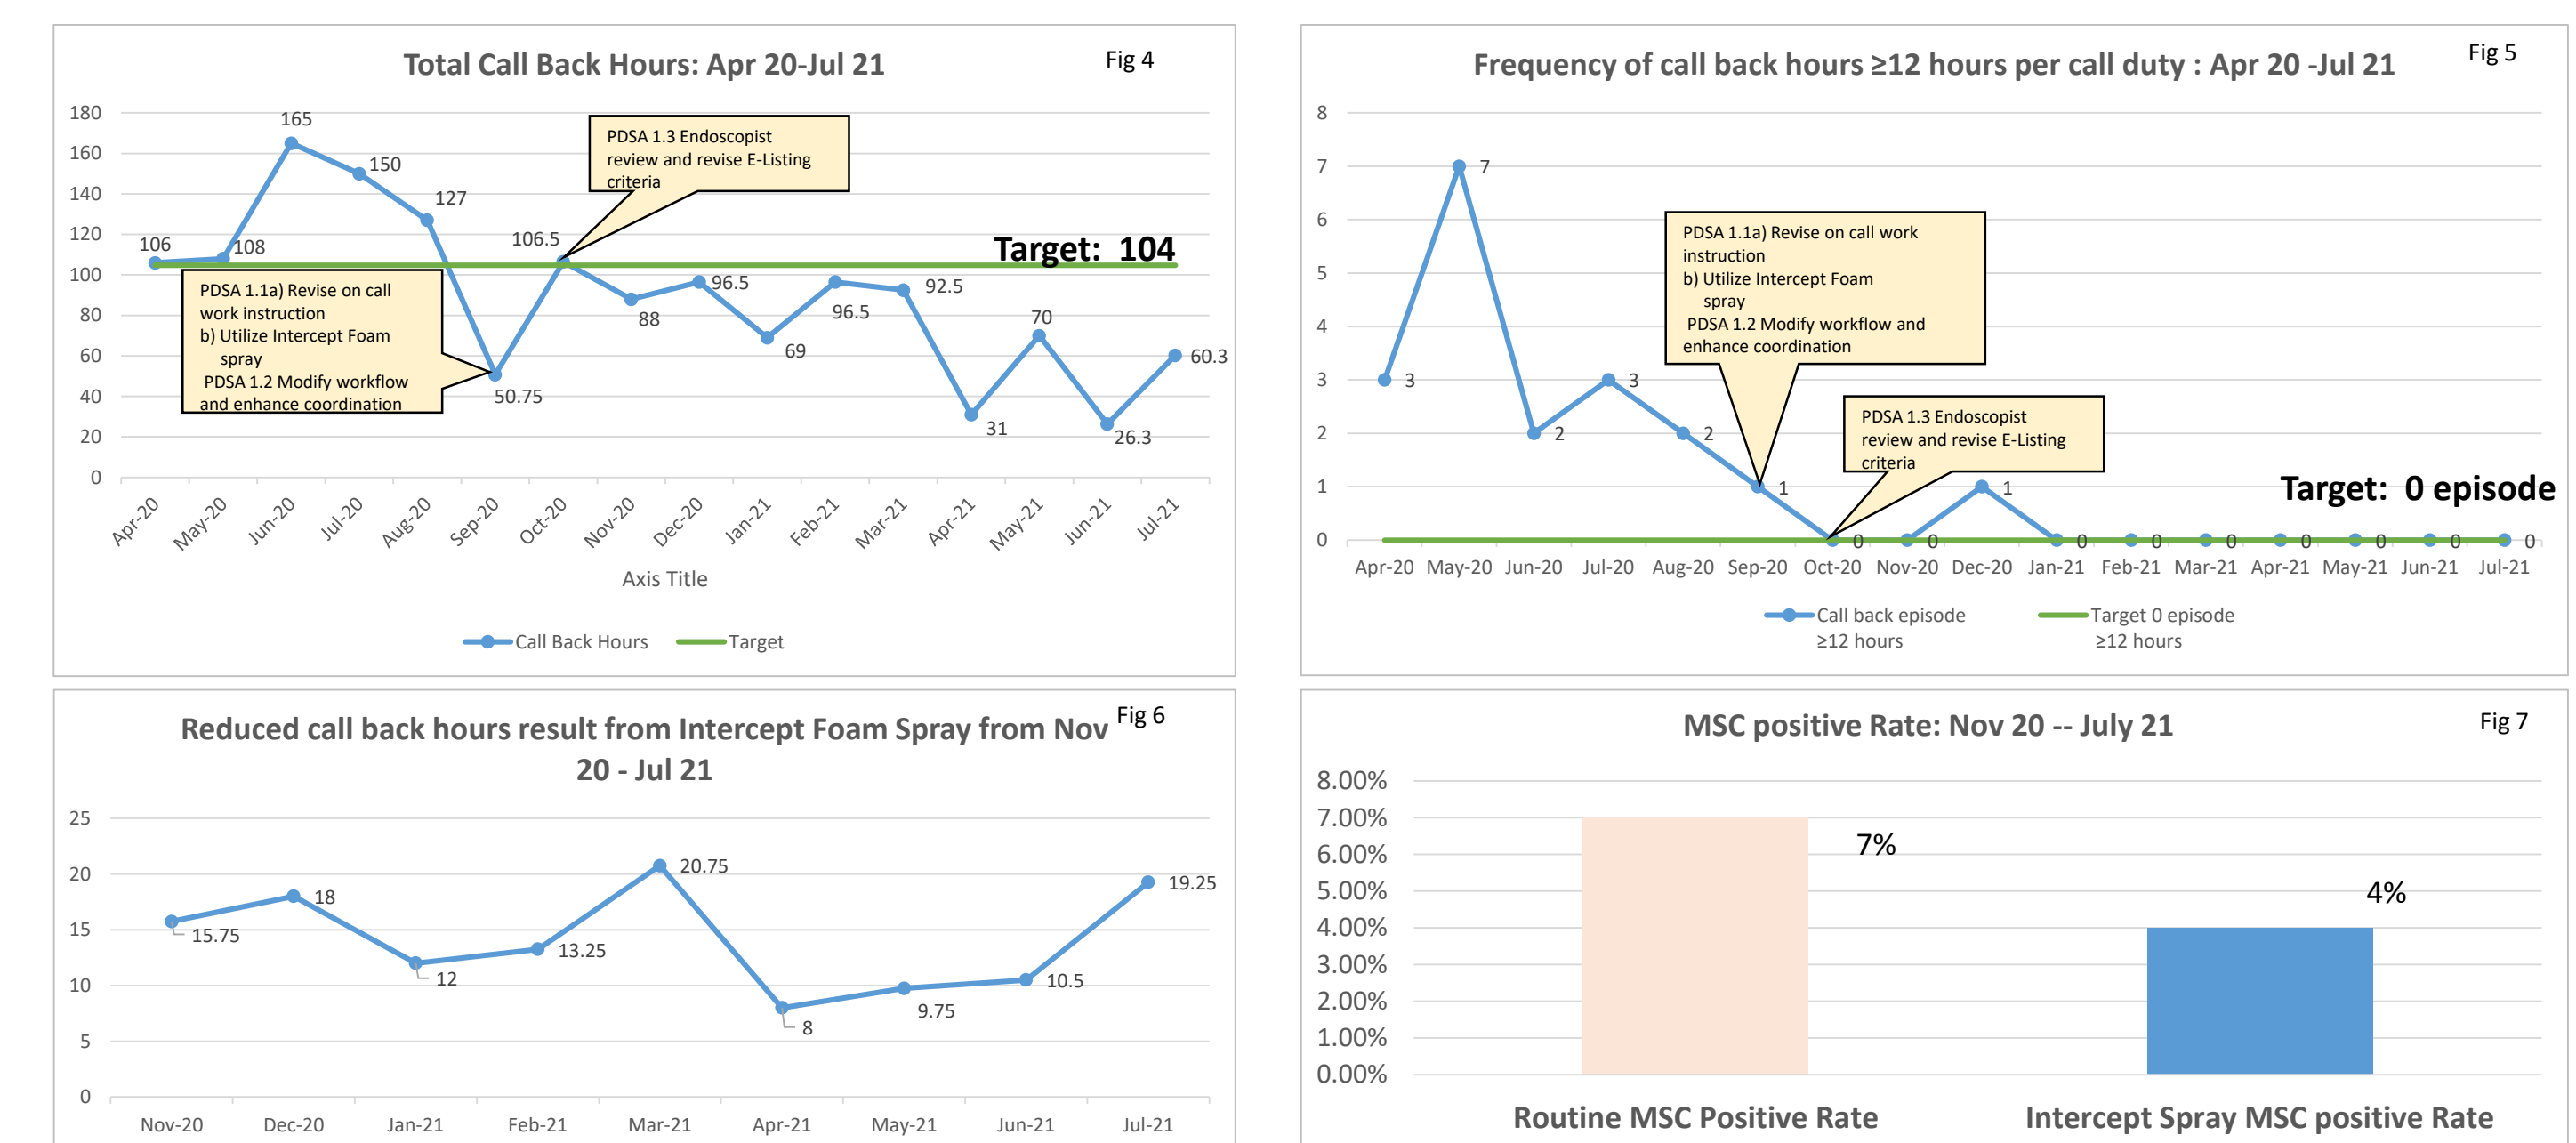 Total Call Back Hours: Apr 20-Jul 21
Fig 4
180
160
140
120
100
80
60
40
20
0
106
108
165
150
127
50.75
106.5
88
96.5
69
96.5
92.5
31
70
26.3
60.3
PDSA 1.3 Endoscopist
review and revise E-Listing
criteria
Target: 104
PDSA 1.1a) Revise on call
work instruction
b) Utilize Intercept Foam
spray
PDSA 1.2 Modify workflow
and enhance coordination
Apr-20 May-20 Jun-20 Jul-20 Aug-20 Sep-20 Oct-20 Nov-20 Dec-20 Jan-21 Feb-21 Mar-21 Apr-21 May-21 Jun-21 Jul-21
Axis Title
Call Back Hours Target
Frequency of call back hours ≥12 hours per call duty : Apr 20 -Jul 21
Fig 5
8
7
6
5
4
3
2
1
0
3
7
2
3
2
1
0
0
1
0
0
0
0
0
0
0
PDSA 1.1a) Revise on call work
instruction
b) Utilize Intercept Foam
spray
PDSA 1.2 Modify workflow and
enhance coordination
PDSA 1.3 Endoscopist
review and revise E-Listing
criteria
Target: 0 episode
Apr-20 May-20 Jun-20 Jul-20 Aug-20 Sep-20 Oct-20 Nov-20 Dec-20 Jan-21 Feb-21 Mar-21 Apr-21 May-21 Jun-21 Jul-21
Call back episode
≥12 hours
Target 0 episode
≥12 hours
Reduced call back hours result from Intercept Foam Spray from Nov
20 - Jul 21
Fig 6
25
20
15
10
5
0
15.75
18
12
13.25
20.75
8
9.75
10.5
19.25
Nov-20 Dec-20 Jan-21 Feb-21 Mar-21 Apr-21 May-21 Jun-21 Jul-21
MSC positive Rate: Nov 20 -- July 21
Fig 7
8.00%
7.00%
6.00%
5.00%
4.00%
3.00%
2.00%
1.00%
0.00%
7%
4%
Routine MSC Positive Rate
Intercept Spray MSC positive Rate